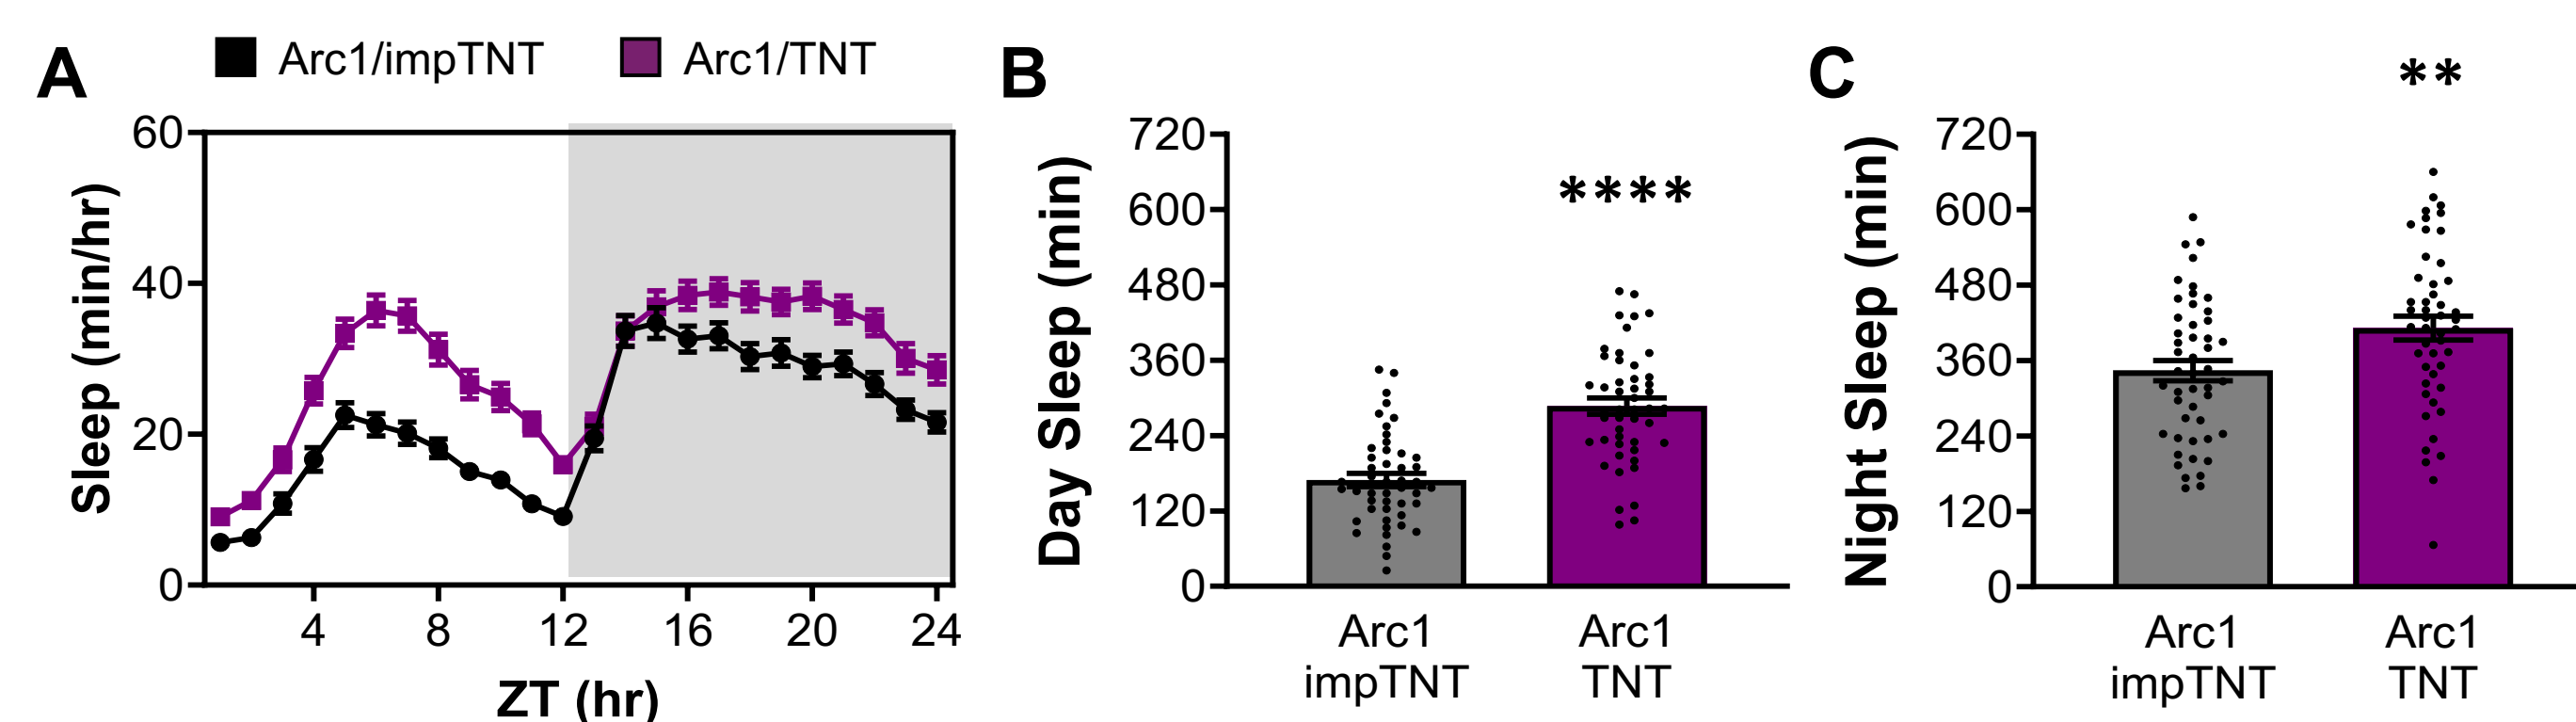 A
Arc1/impTNT
Arc1/TNT
60
40
20
0
Sleep (min/hr)
4 8 12 16 20 24
ZT (hr)
B
****
720
600
480
360
240
120
0
Day Sleep (min)
Arc1
impTNT
Arc1
TNT
C
**
720
600
480
360
240
120
0
Night Sleep (min)
Arc1
impTNT
Arc1
TNT